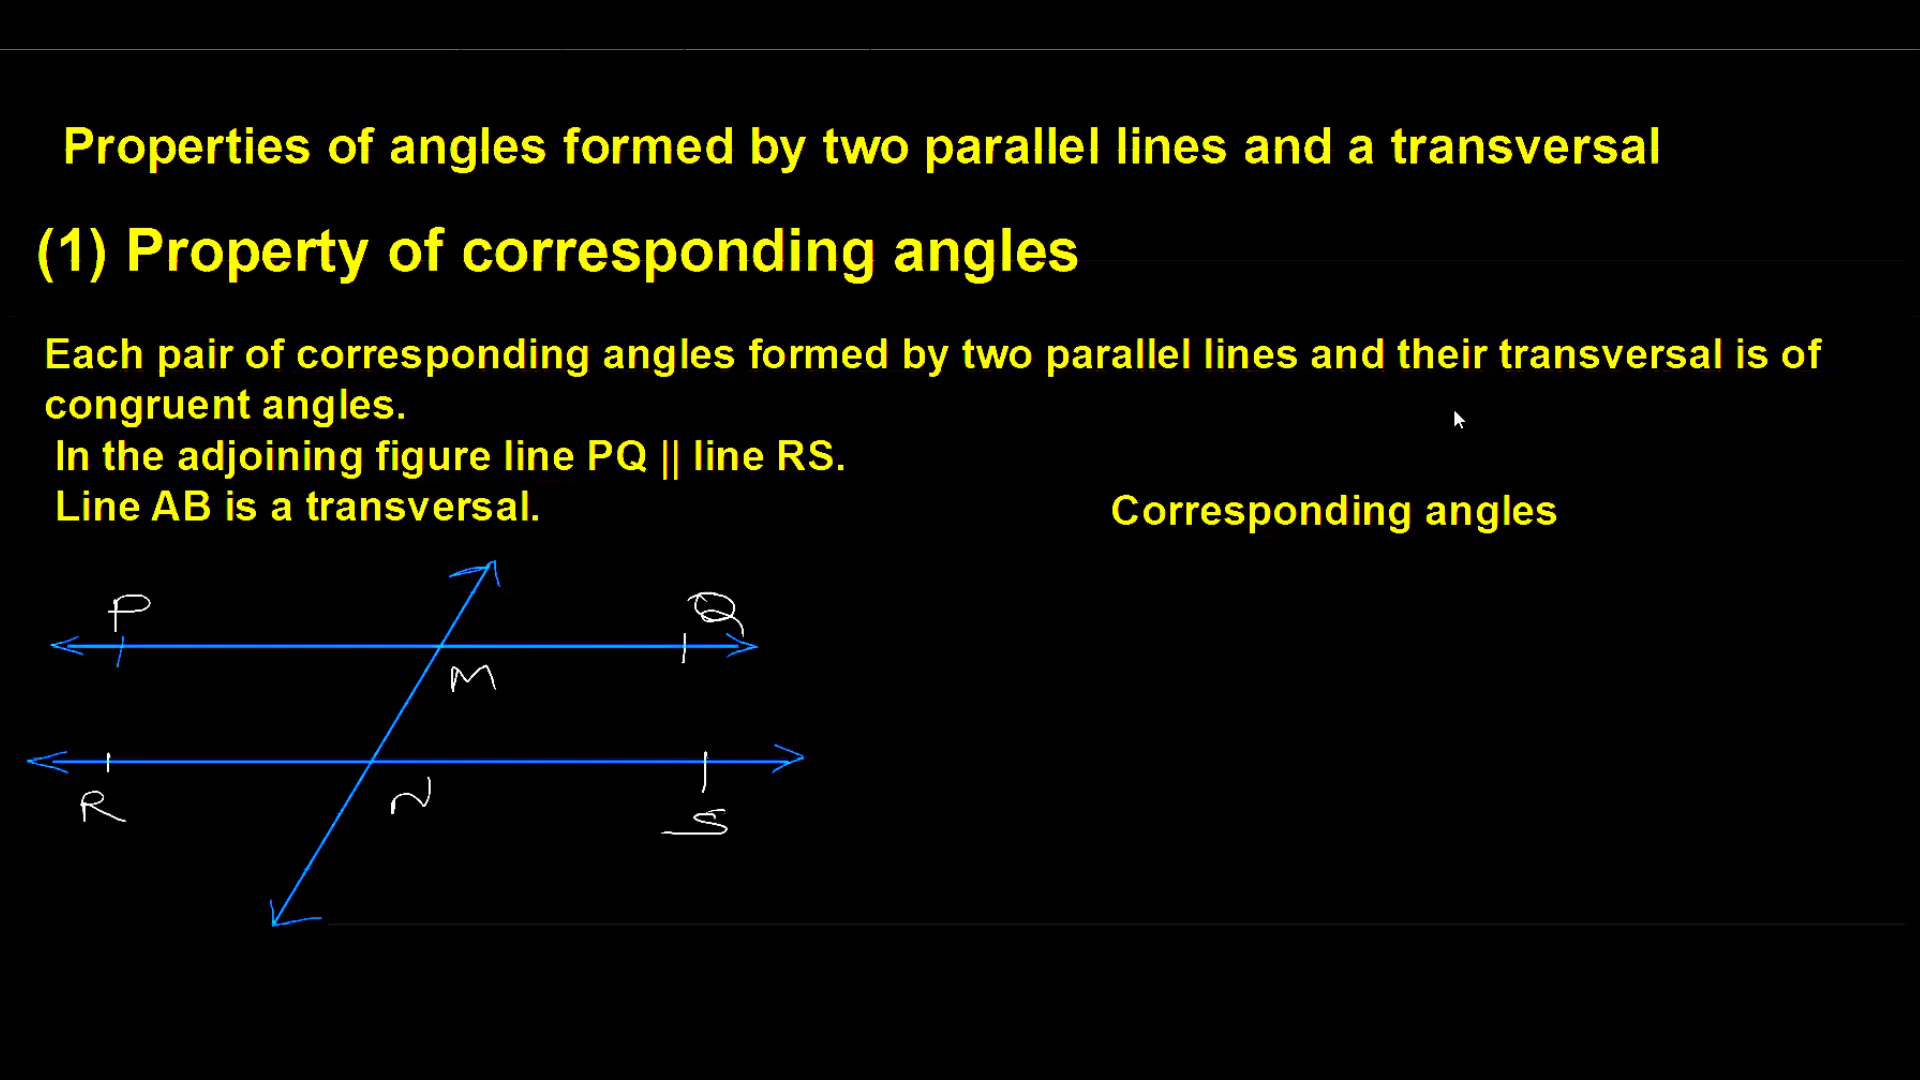 Properties of angles formed by two parallel lines and a transversal
(1) Property of corresponding angles
Each pair of corresponding angles formed by two parallel lines and their transversal is of
congruent angles.
In the adjoining figure line PQ || line RS.
Line AB is a transversal.
Corresponding angles
P
Q
M
R
N
S